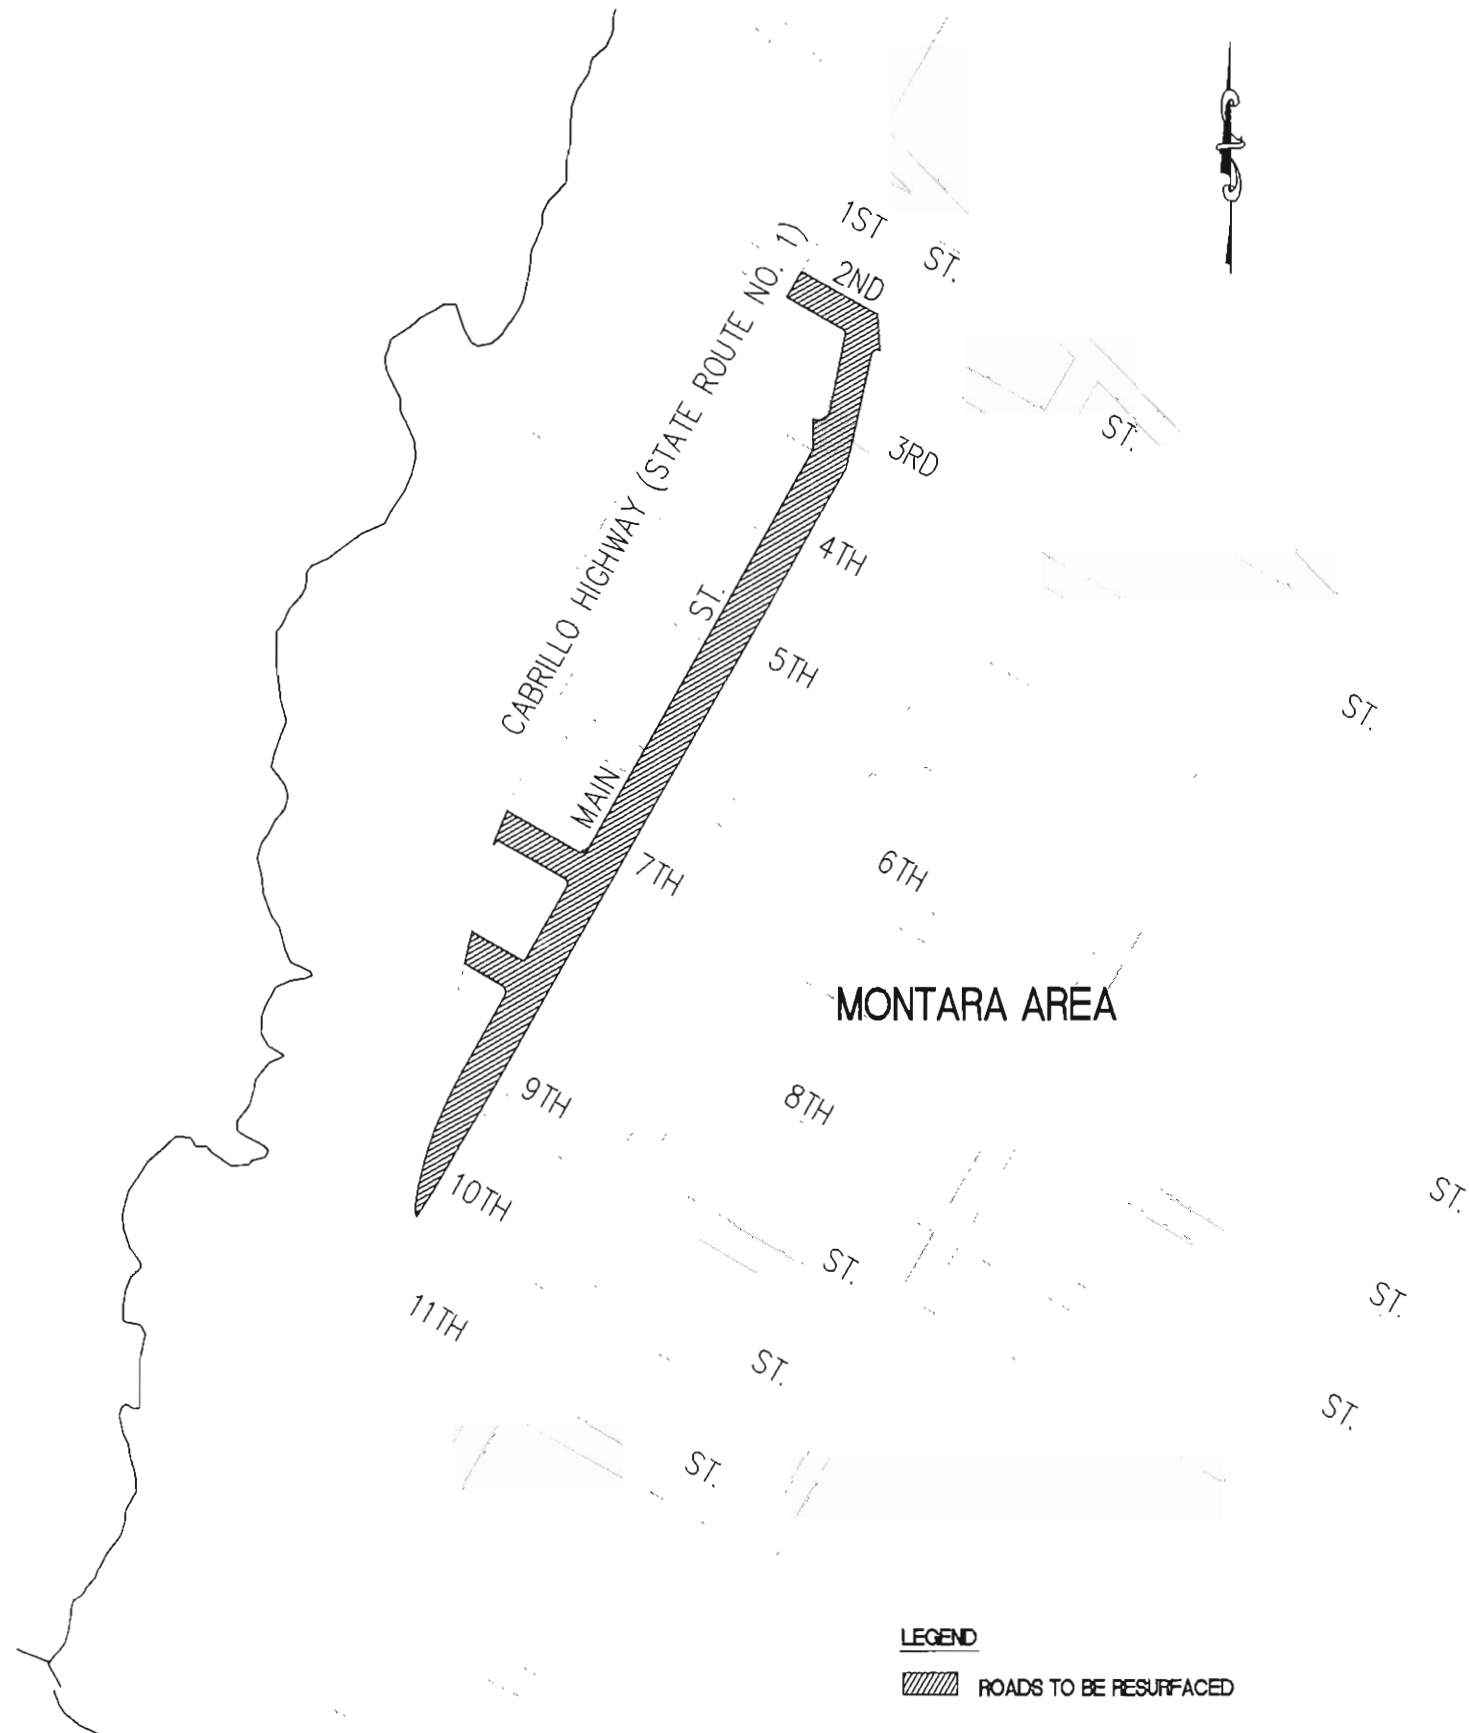 1ST ST.
2ND
CABRILLO HIGHWAY (STATE ROUTE NO. 1)
ST.
3RD
4TH
MAIN ST.
5TH
ST.
7TH
6TH
MONTARA AREA
9TH
8TH
10TH
ST.
ST.
ST.
11TH
ST.
ST.
ST.
LEGEND
ROADS TO BE RESURFACED